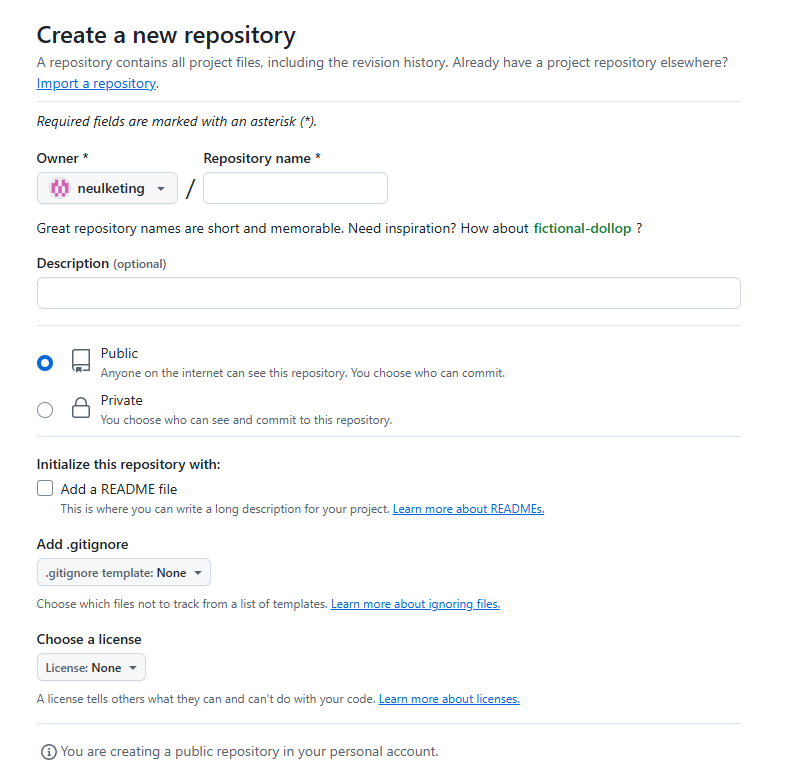 Create a new repository
A repository contains all project files, including the revision history. Already have a project repository elsewhere?
Import a repository.
Required fields are marked with an asterisk (*).
Owner * Repository name *
neulketing /
Great repository names are short and memorable. Need inspiration? How about fictional-dollop ?
Description (optional)
Public
Anyone on the internet can see this repository. You choose who can commit.
Private
You choose who can see and commit to this repository.
Initialize this repository with:
Add a README file
This is where you can write a long description for your project. Learn more about READMEs.
Add .gitignore
.gitignore template: None
Choose which files not to track from a list of templates. Learn more about ignoring files.
Choose a license
License: None
A license tells others what they can and can't do with your code. Learn more about licenses.
You are creating a public repository in your personal account.